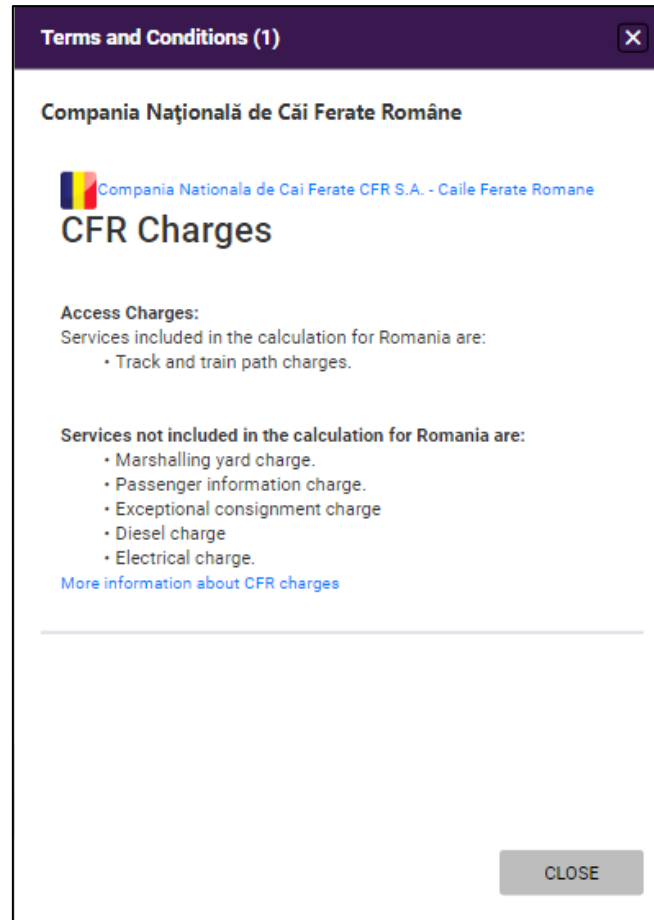 Terms and Conditions (1)
Compania Naţională de Căi Ferate Române
Compania Nationala de Cai Ferate CFR S.A. - Caile Ferate Romane
CFR Charges
Access Charges:
Services included in the calculation for Romania are:
• Track and train path charges.
Services not included in the calculation for Romania are:
• Marshalling yard charge.
• Passenger information charge.
• Exceptional consignment charge
• Diesel charge
• Electrical charge.
More information about CFR charges
CLOSE